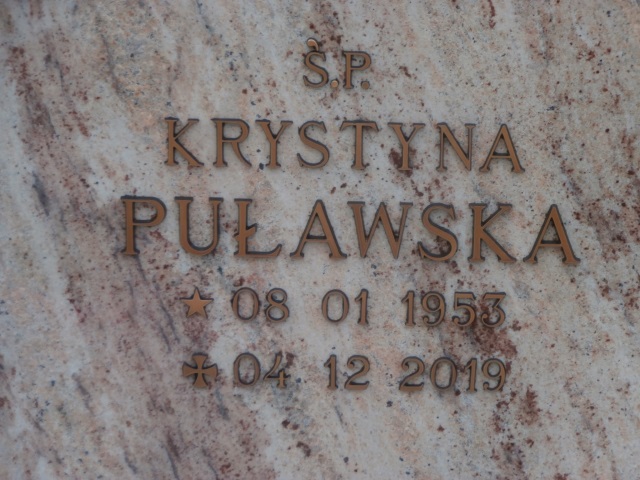 Ś.P.
KRYSTYNA
PUŁAWSKA
★ 08 01 1953
✠ 04 12 2019